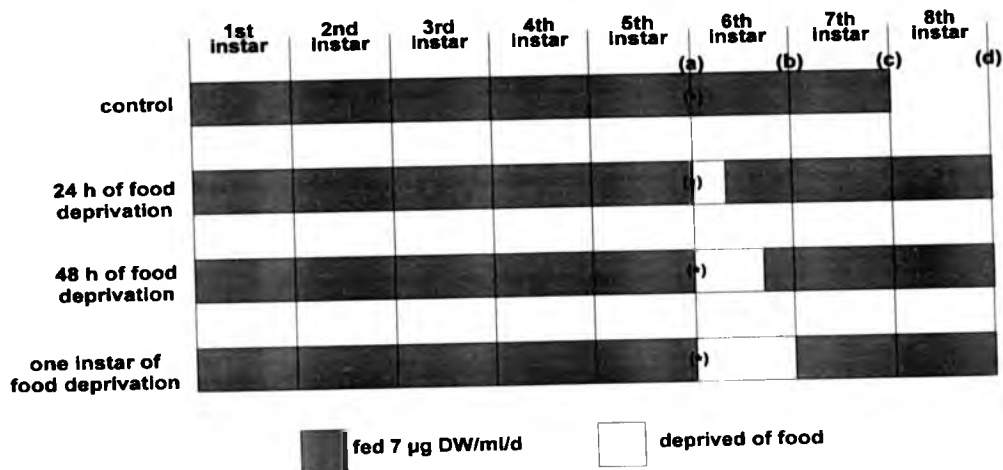 1st instar
2nd instar
3rd instar
4th instar
5th instar
6th instar
7th instar
8th instar
(a)
(b)
(c)
(d)
control
24 h of food
deprivation
48 h of food
deprivation
one instar of
food deprivation
fed 7 µg DW/ml/d
deprived of food